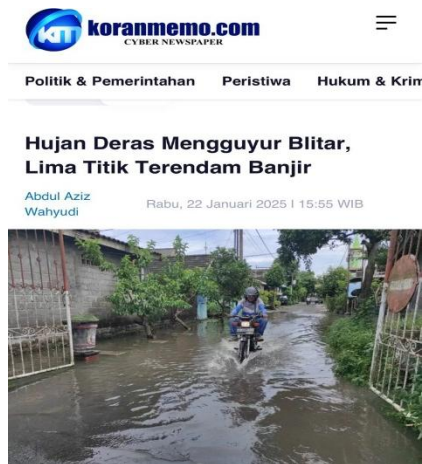 KM koranmemo.com
CYBER NEWSPAPER
Politik & Pemerintahan Peristiwa Hukum & Krim
Hujan Deras Mengguyur Blitar,
Lima Titik Terendam Banjir
Abdul Aziz
Wahyudi
Rabu, 22 Januari 2025 | 15:55 WIB